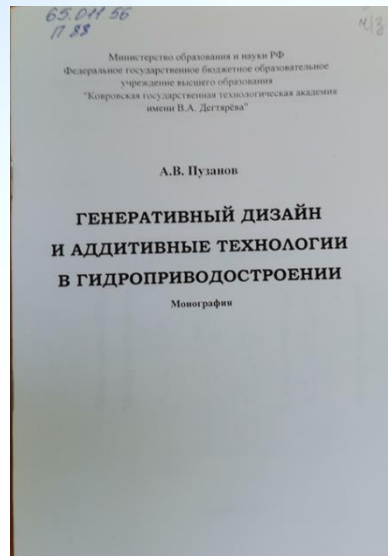 65.011.56
П 88
ч/з
Министерство образования и науки РФ
Федеральное государственное бюджетное образовательное
учреждение высшего образования
"Ковровская государственная технологическая академия
имени В.А. Дегтярёва"
А.В. Пузанов
ГЕНЕРАТИВНЫЙ ДИЗАЙН
И АДДИТИВНЫЕ ТЕХНОЛОГИИ
В ГИДРОПРИВОДОСТРОЕНИИ
Монография